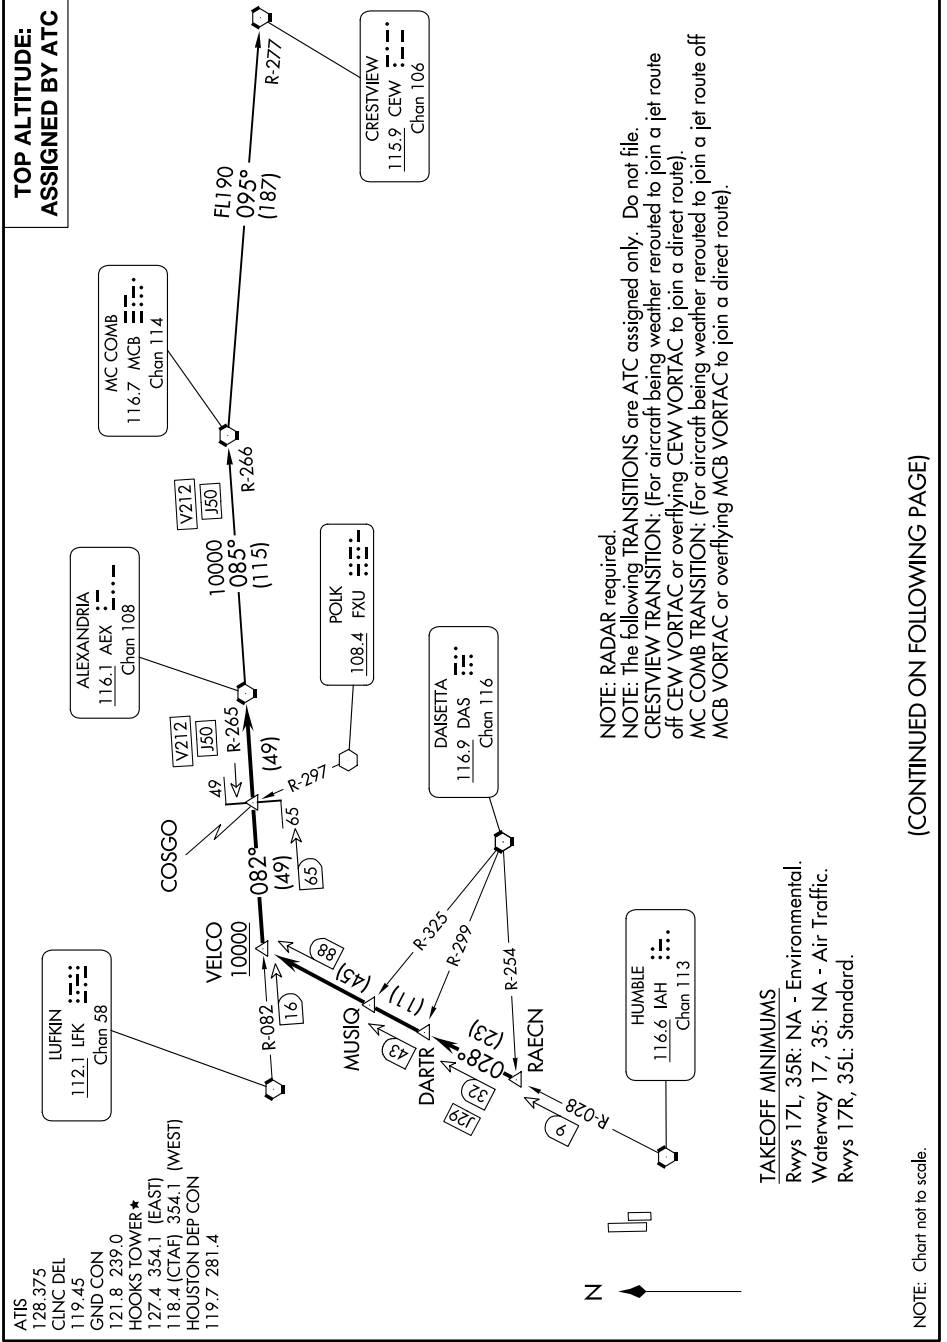 TOP ALTITUDE:
ASSIGNED BY ATC
ATIS
128.375
CLNC DEL
119.45
GND CON
121.8 239.0
HOOKS TOWER★
127.4 354.1 (EAST)
118.4 (CTAF) 354.1 (WEST)
HOUSTON DEP CON
119.7 281.4
LUFKIN
112.1 LFK
Chan 58
ALEXANDRIA
116.1 AEX
Chan 108
MC COMB
116.7 MCB
Chan 114
CRESTVIEW
115.9 CEW
Chan 106
POLK
108.4 FXU
DAISETTA
116.9 DAS
Chan 116
HUMBLE
116.6 IAH
Chan 113
R-277
FL190
095°
(187)
R-266
V212
J50
10000
085°
(115)
V212
J50
R-265
(49)
49
COSGO
R-297
65
65
082°
(49)
VELCO
10000
R-082
16
88
(45)
MUSIQ
R-325
(11)
43
DARTR
R-299
(23)
028°
32
J29
R-254
RAECN
9
R-028
N
NOTE: RADAR required.
NOTE: The following TRANSITIONS are ATC assigned only. Do not file.
CRESTVIEW TRANSITION: (For aircraft being weather rerouted to join a jet route
off CEW VORTAC or overflying CEW VORTAC to join a direct route).
MC COMB TRANSITION: (For aircraft being weather rerouted to join a jet route off
MCB VORTAC or overflying MCB VORTAC to join a direct route).
TAKEOFF MINIMUMS
Rwys 17L, 35R: NA - Environmental.
Waterway 17, 35: NA - Air Traffic.
Rwys 17R, 35L: Standard.
(CONTINUED ON FOLLOWING PAGE)
NOTE: Chart not to scale.